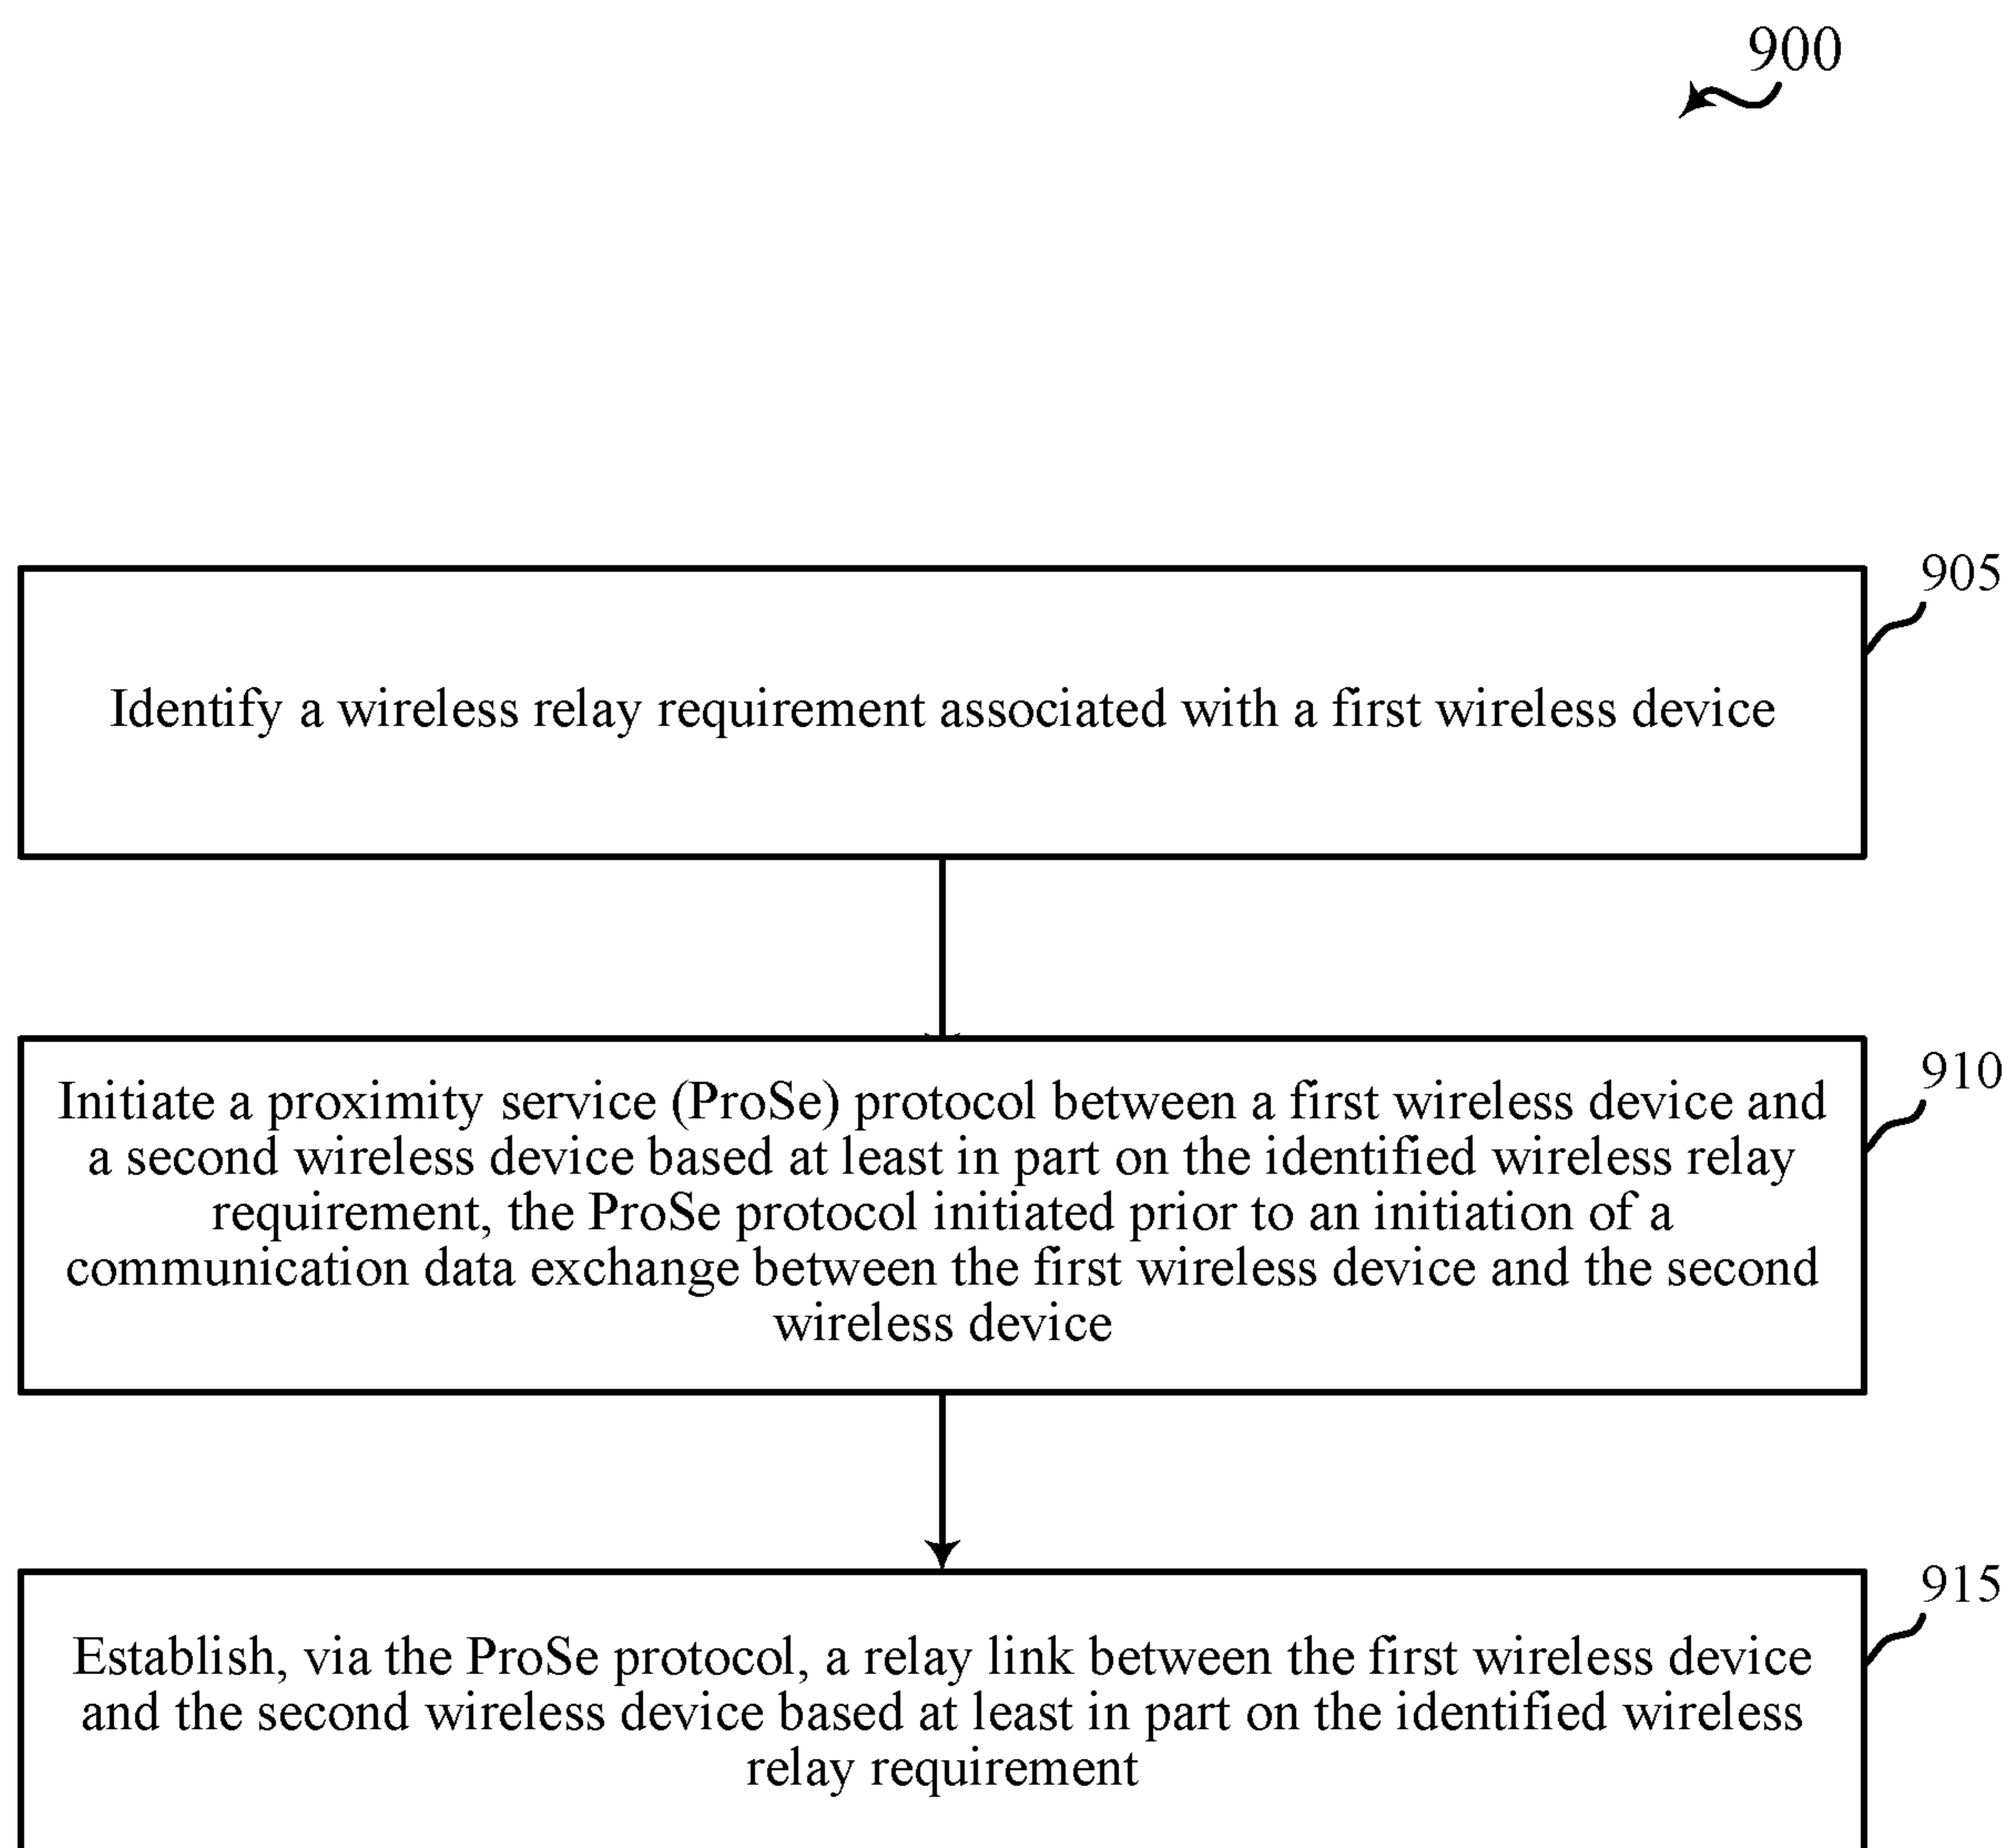 900
905
Identify a wireless relay requirement associated with a first wireless device
910
Initiate a proximity service (ProSe) protocol between a first wireless device and
a second wireless device based at least in part on the identified wireless relay
requirement, the ProSe protocol initiated prior to an initiation of a
communication data exchange between the first wireless device and the second
wireless device
915
Establish, via the ProSe protocol, a relay link between the first wireless device
and the second wireless device based at least in part on the identified wireless
relay requirement